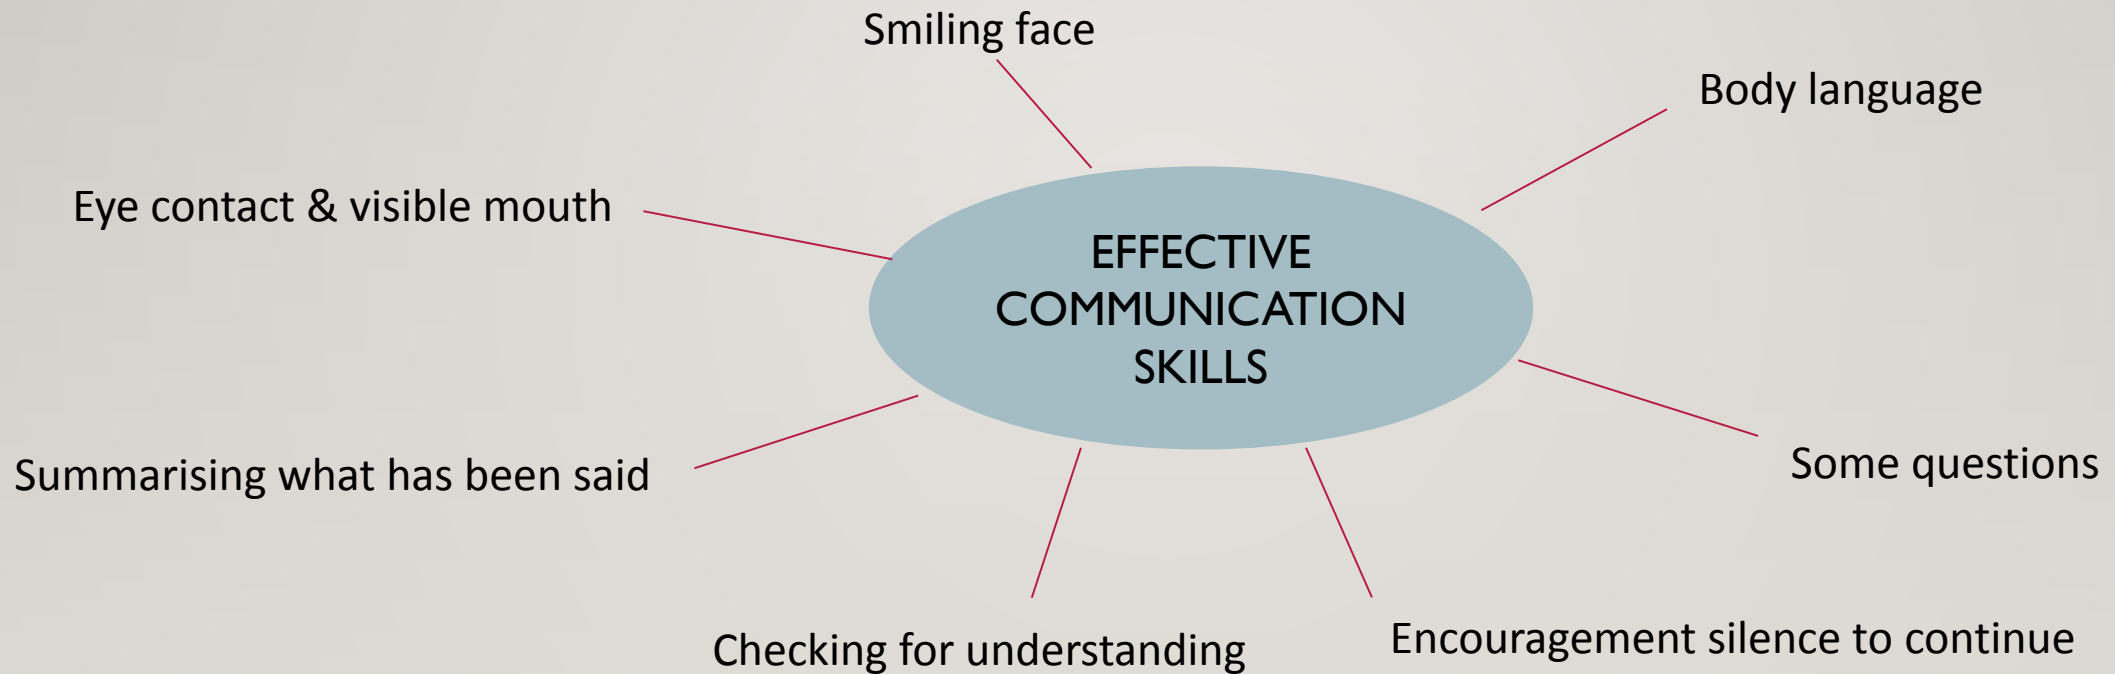 Smiling face
Body language
Eye contact & visible mouth
EFFECTIVE
COMMUNICATION
SKILLS
Some questions
Summarising what has been said
Encouragement silence to continue
Checking for understanding